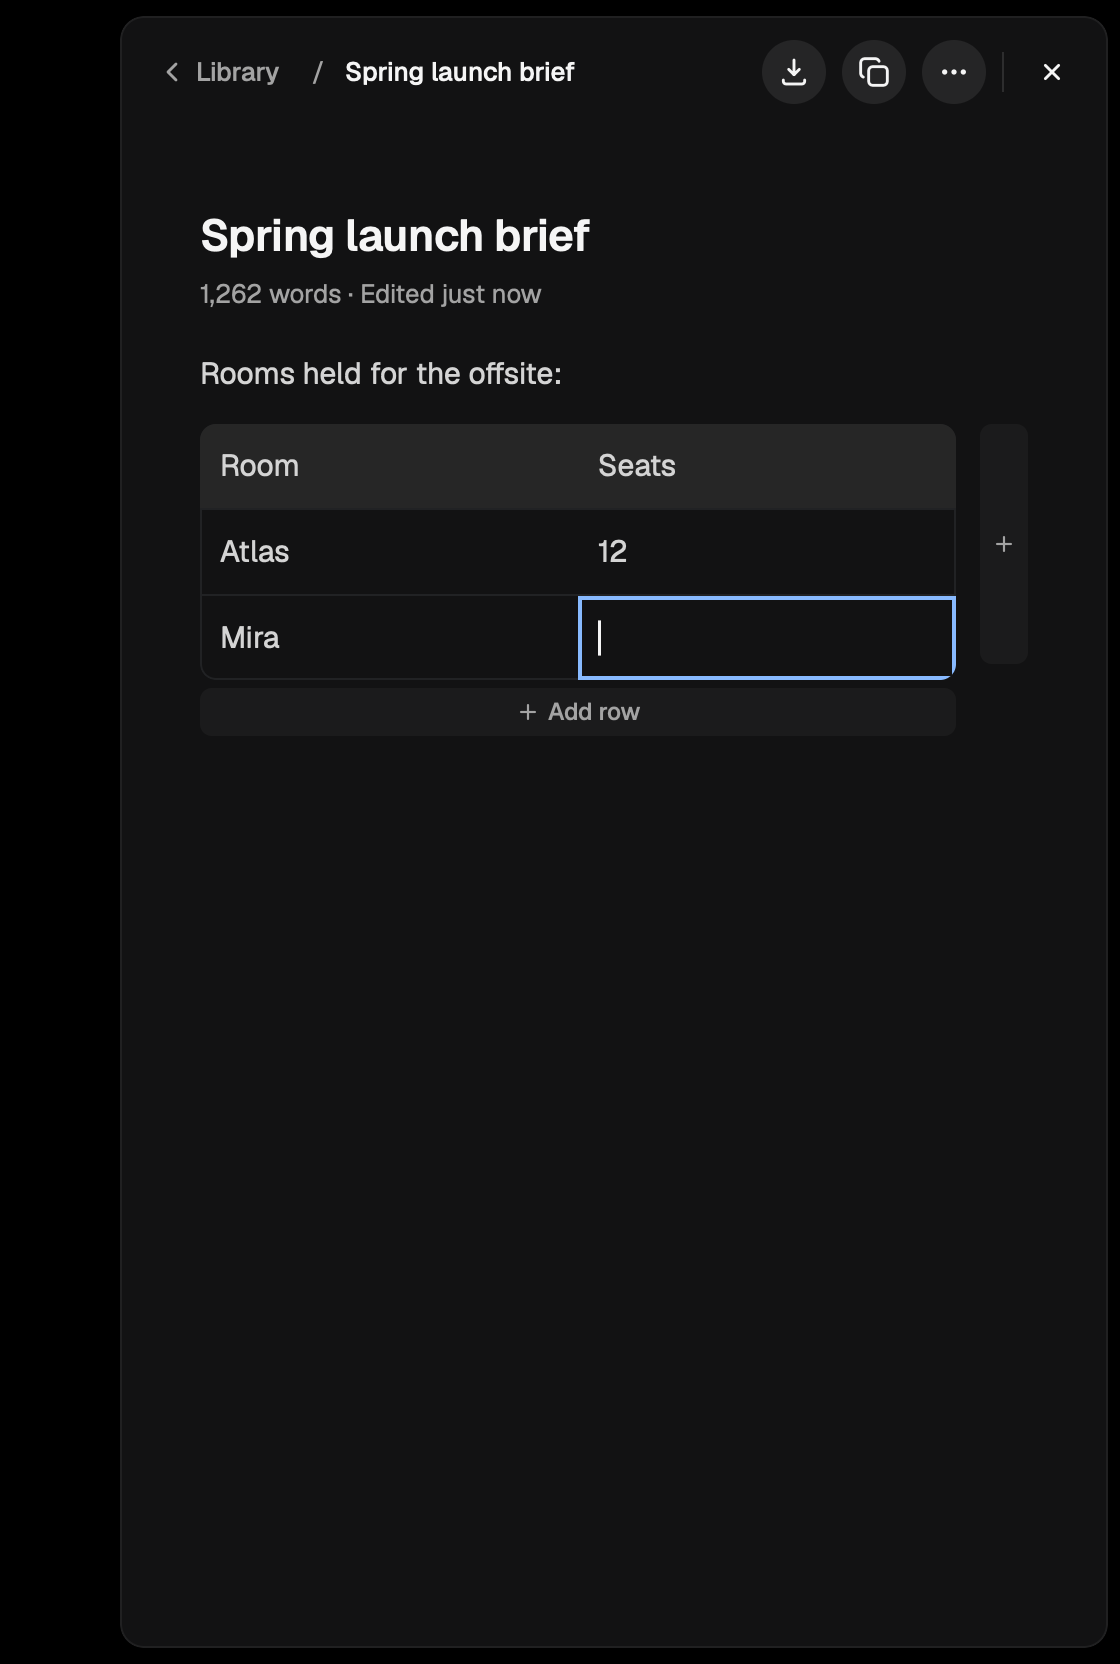 Library / Spring launch brief
Spring launch brief
1,262 words · Edited just now
Rooms held for the offsite:
Room Seats
Atlas 12
Mira
+ Add row